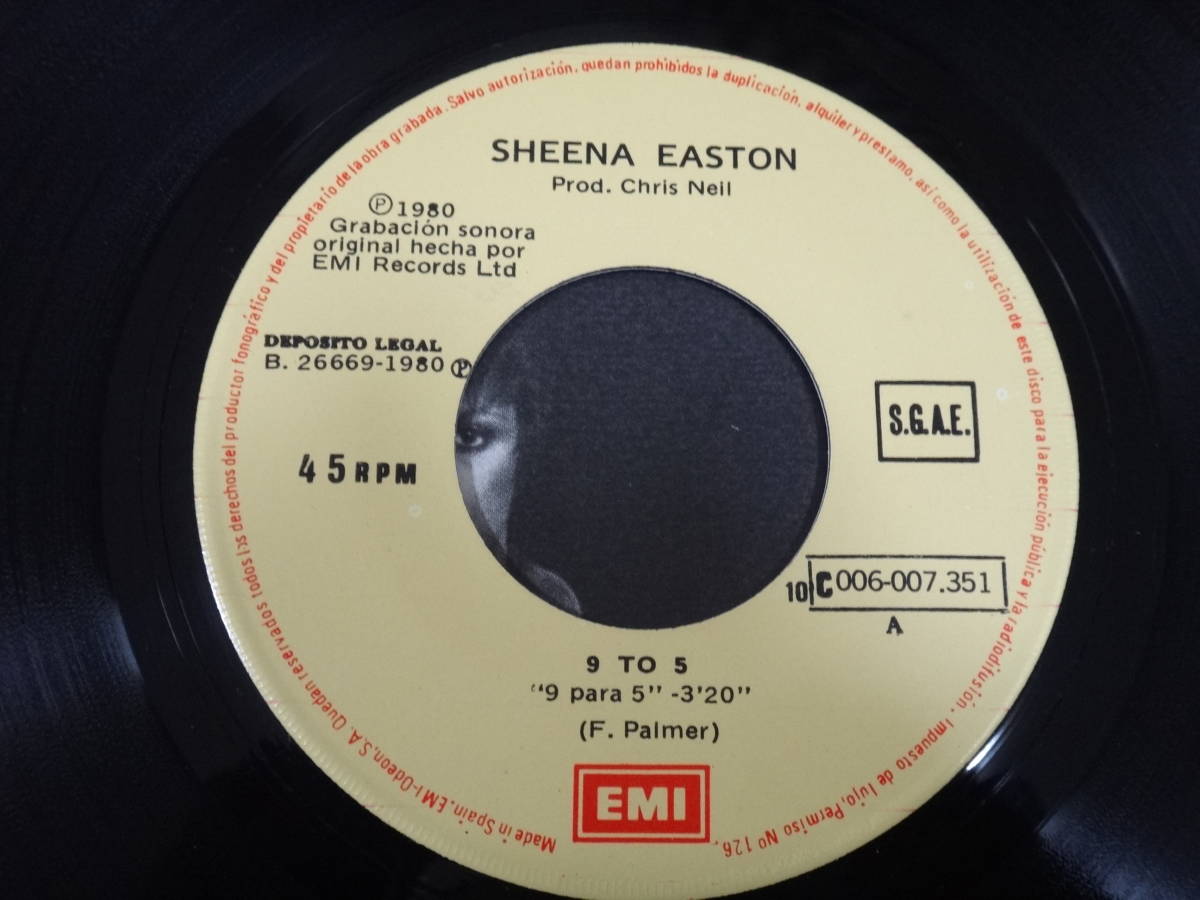 SHEENA EASTON
Prod. Chris Neil
Ⓟ 1980
Grabación sonora
original hecha por
EMI Records Ltd
DEPOSITO LEGAL
B. 26669-1980 Ⓟ
45 RPM
S.G.A.E.
10 C 006-007.351
A
9 TO 5
"9 para 5" -3'20"
(F. Palmer)
EMI
Made in Spain. EMI-Odeon, S.A. Quedan reservados todos los derechos del productor fonográfico y del propietario de la obra grabada. Salvo autorización, quedan prohibidos la duplicación, alquiler y prestamo, así como la utilización de este disco para la ejecución pública y la radiodifusión. Impuesto de lujo, Permiso Nº 126.